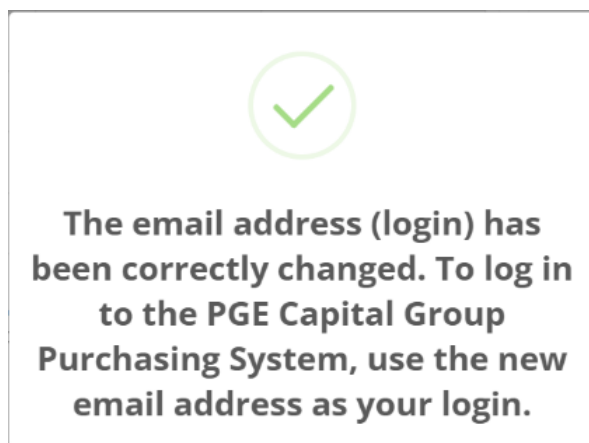 The email address (login) has
been correctly changed. To log in
to the PGE Capital Group
Purchasing System, use the new
email address as your login.